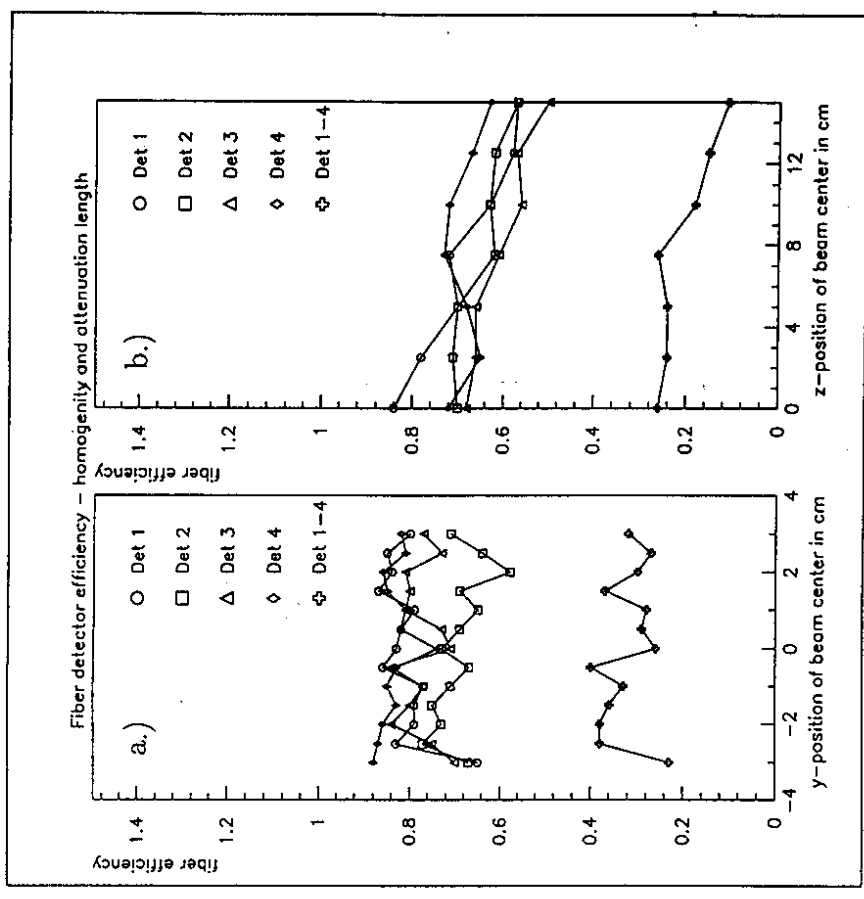 Fiber detector efficiency – homogenity and attenuation length
a.)
fiber efficiency
1.4
1.2
1
0.8
0.6
0.4
0.2
0
Det 1
Det 2
Det 3
Det 4
Det 1-4
-4
-2
0
2
4
y-position of beam center in cm
b.)
fiber efficiency
1.4
1.2
1
0.8
0.6
0.4
0.2
0
Det 1
Det 2
Det 3
Det 4
Det 1-4
0
4
8
12
z-position of beam center in cm